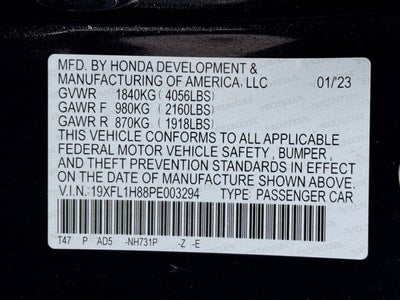 MFD. BY HONDA DEVELOPMENT &
MANUFACTURING OF AMERICA, LLC 01/'23
GVWR 1840KG (4056LBS)
GAWR F 980KG (2160LBS)
GAWR R 870KG (1918LBS)
THIS VEHICLE CONFORMS TO ALL APPLICABLE
FEDERAL MOTOR VEHICLE SAFETY , BUMPER ,
AND THEFT PREVENTION STANDARDS IN EFFECT
ON THE DATE OF MANUFACTURE SHOWN ABOVE.
V.I.N.: 19XFL1H88PE003294 TYPE: PASSENGER CAR
T47 P AD5 -NH731P -Z -E